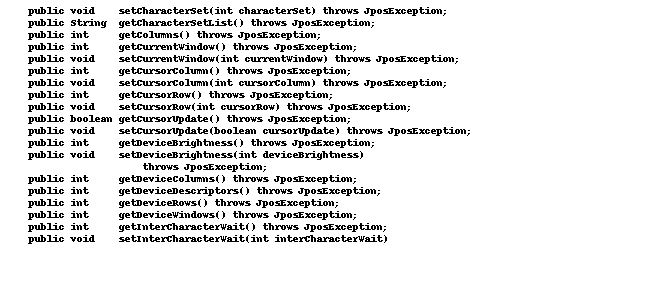 public void    setCharacterSet(int characterSet) throws JposException;
public String  getCharacterSetList() throws JposException;
public int     getColumns() throws JposException;
public int     getCurrentWindow() throws JposException;
public void    setCurrentWindow(int currentWindow) throws JposException;
public int     getCursorColumn() throws JposException;
public void    setCursorColumn(int cursorColumn) throws JposException;
public int     getCursorRow() throws JposException;
public void    setCursorRow(int cursorRow) throws JposException;
public boolean getCursorUpdate() throws JposException;
public void    setCursorUpdate(boolean cursorUpdate) throws JposException;
public int     getDeviceBrightness() throws JposException;
public void    setDeviceBrightness(int deviceBrightness)
                   throws JposException;
public int     getDeviceColumns() throws JposException;
public int     getDeviceDescriptors() throws JposException;
public int     getDeviceRows() throws JposException;
public int     getDeviceWindows() throws JposException;
public int     getInterCharacterWait() throws JposException;
public void    setInterCharacterWait(int interCharacterWait)